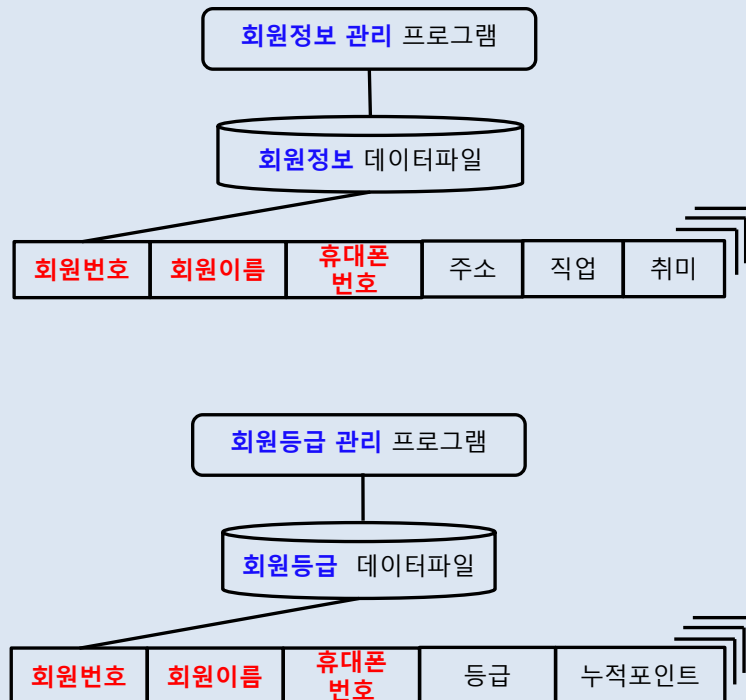 회원정보 관리 프로그램
회원정보 데이터파일
회원번호 회원이름 휴대폰 번호 주소 직업 취미
회원등급 관리 프로그램
회원등급 데이터파일
회원번호 회원이름 휴대폰 번호 등급 누적포인트